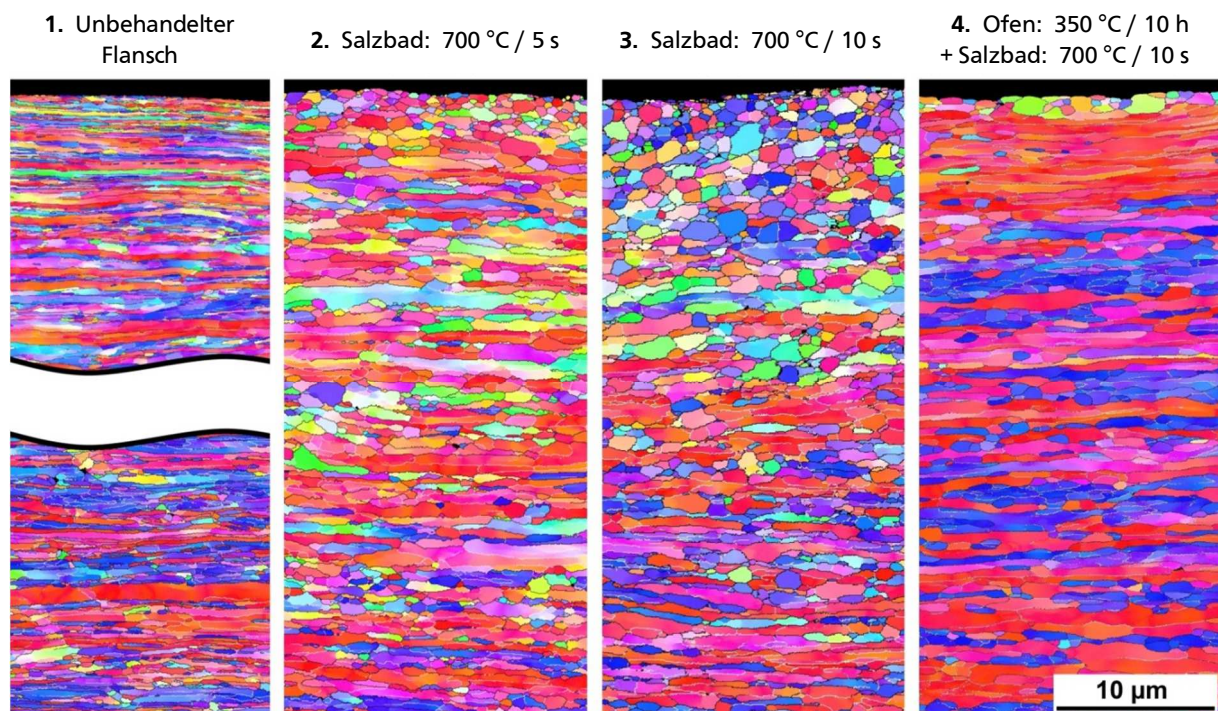 1. Unbehandelter
Flansch
2. Salzbad: 700 °C / 5 s
3. Salzbad: 700 °C / 10 s
4. Ofen: 350 °C / 10 h
+ Salzbad: 700 °C / 10 s
10 µm